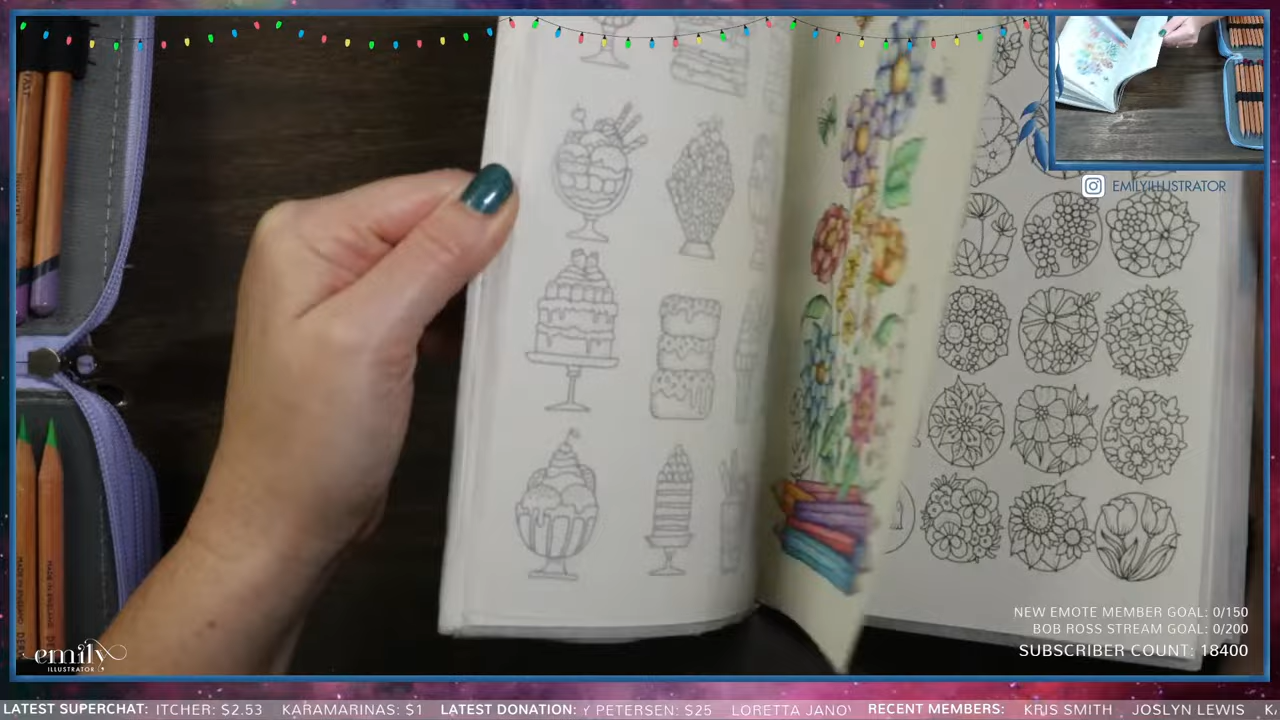 EMILYILLUSTRATOR
NEW EMOTE MEMBER GOAL: 0/150
BOB ROSS STREAM GOAL: 0/200
SUBSCRIBER COUNT: 18400
emily
ILLUSTRATOR
LATEST SUPERCHAT: ITCHER: $2.53 KARAMARINAS: $1 LATEST DONATION: Y PETERSEN: $25 LORETTA JANO RECENT MEMBERS: KRIS SMITH JOSLYN LEWIS